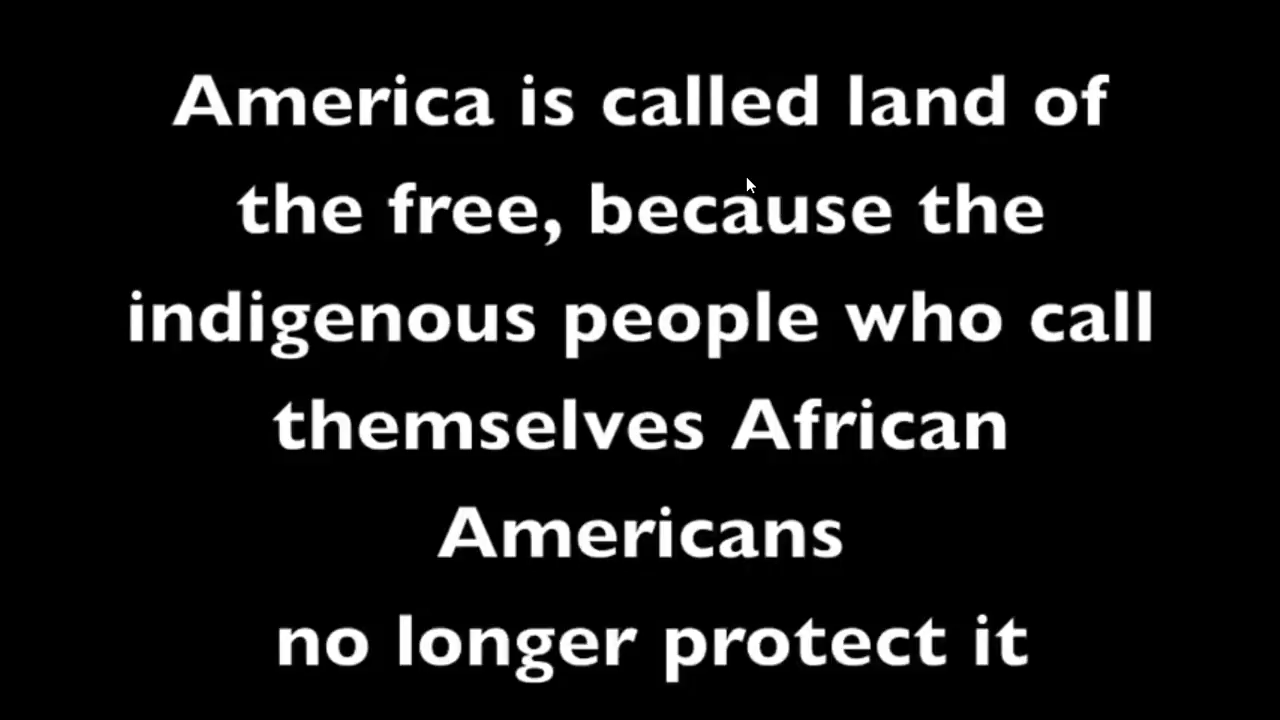 America is called land of
the free, because the
indigenous people who call
themselves African
Americans
no longer protect it